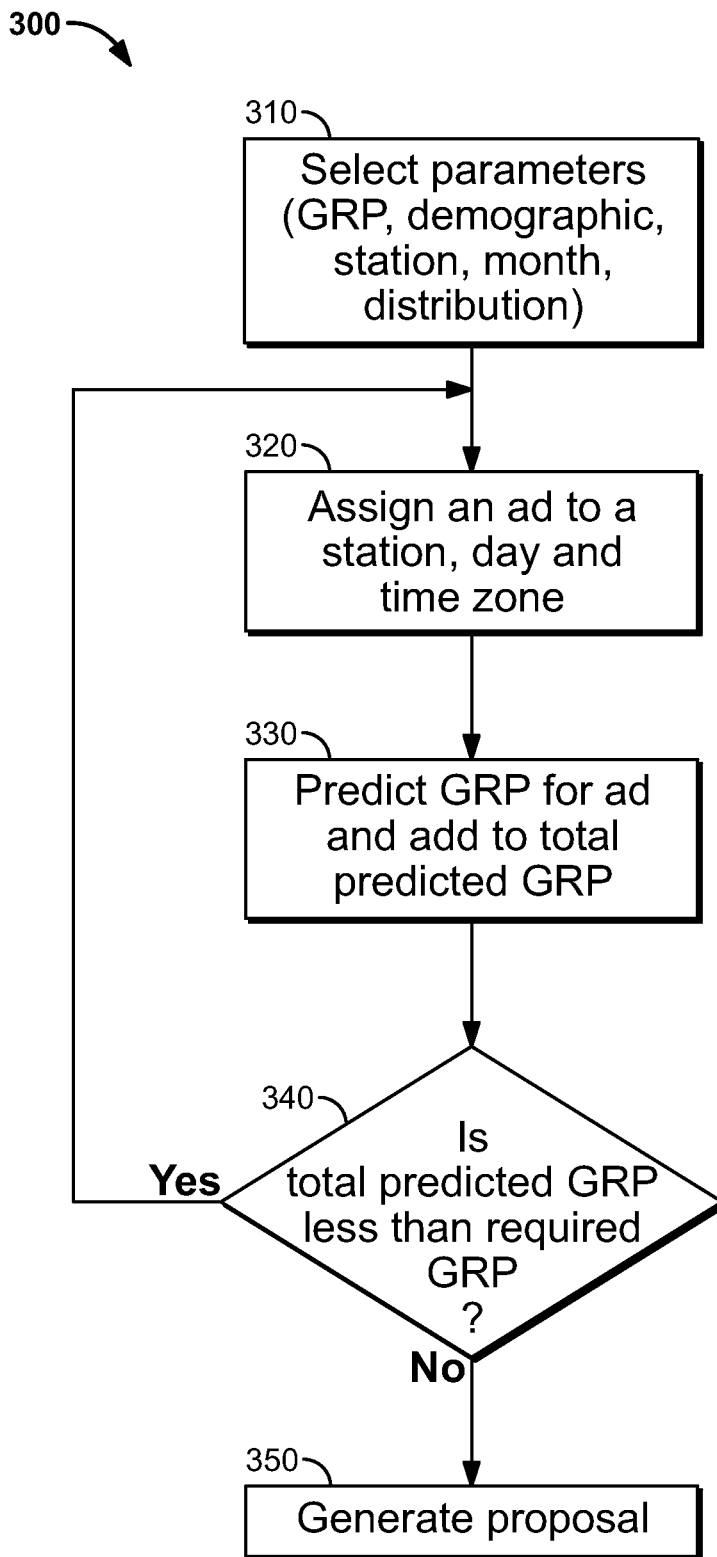 300
310
Select parameters
(GRP, demographic,
station, month,
distribution)
320
Assign an ad to a
station, day and
time zone
330
Predict GRP for ad
and add to total
predicted GRP
340
Is
total predicted GRP
less than required
GRP
?
Yes
No
350
Generate proposal